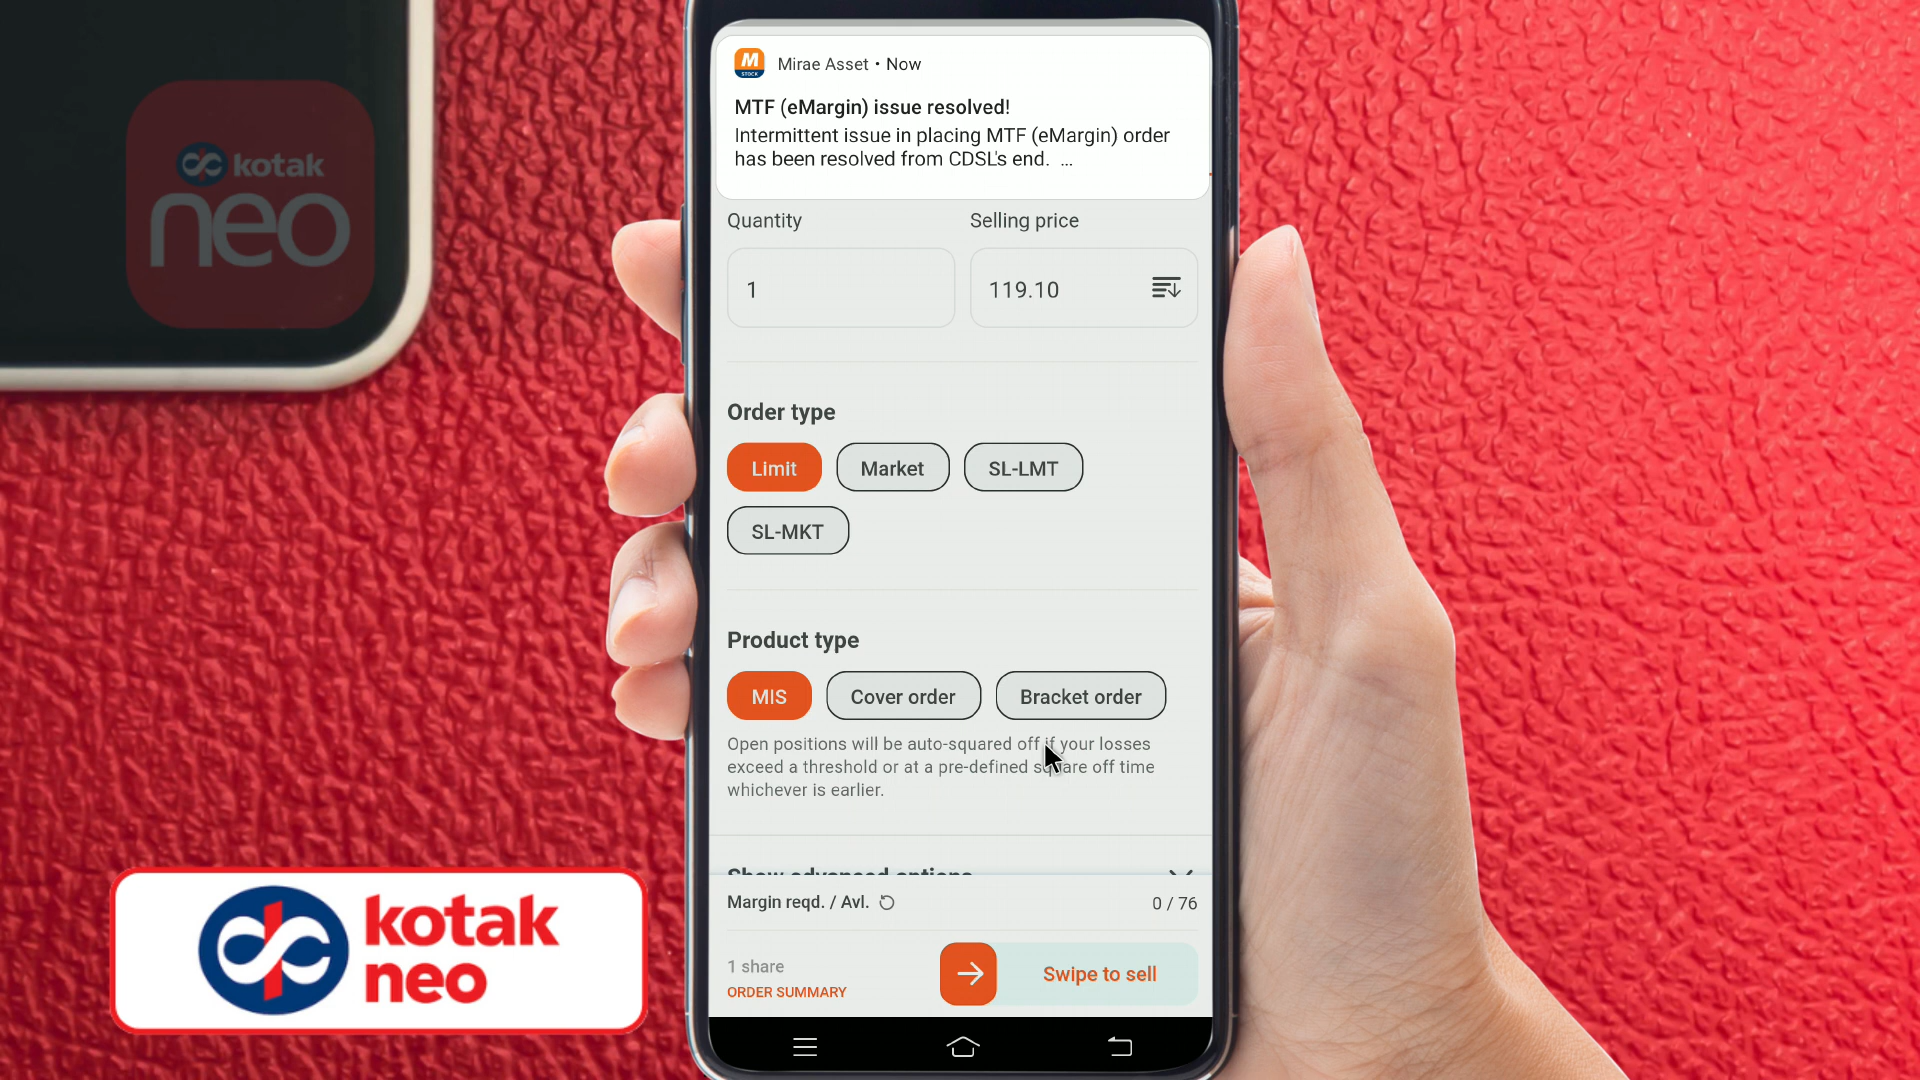 kotak
neo
M
STOCK
Mirae Asset • Now
MTF (eMargin) issue resolved!
Intermittent issue in placing MTF (eMargin) order
has been resolved from CDSL's end. ...
Quantity
Selling price
1
119.10
Order type
Limit
Market
SL-LMT
SL-MKT
Product type
MIS
Cover order
Bracket order
Open positions will be auto-squared off if your losses
exceed a threshold or at a pre-defined square off time
whichever is earlier.
Show advanced options
Margin reqd. / Avl.
0 / 76
1 share
ORDER SUMMARY
Swipe to sell
kotak
neo